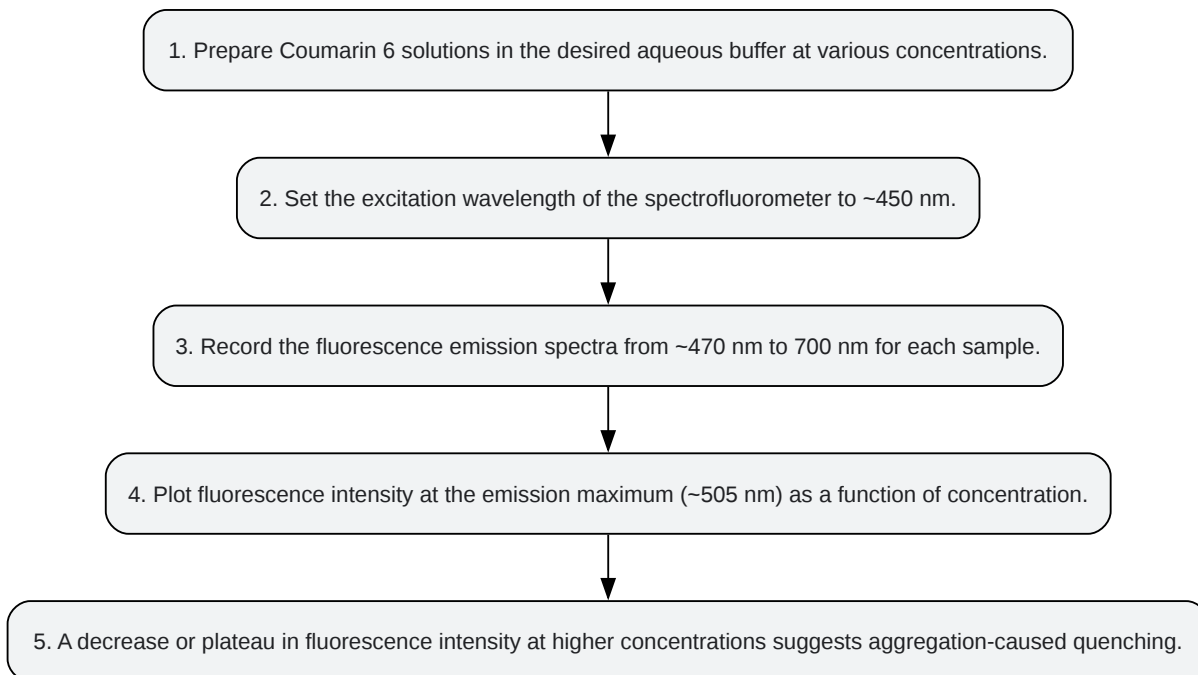 1. Prepare Coumarin 6 solutions in the desired aqueous buffer at various concentrations.
2. Set the excitation wavelength of the spectrofluorometer to ~450 nm.
3. Record the fluorescence emission spectra from ~470 nm to 700 nm for each sample.
4. Plot fluorescence intensity at the emission maximum (~505 nm) as a function of concentration.
5. A decrease or plateau in fluorescence intensity at higher concentrations suggests aggregation-caused quenching.